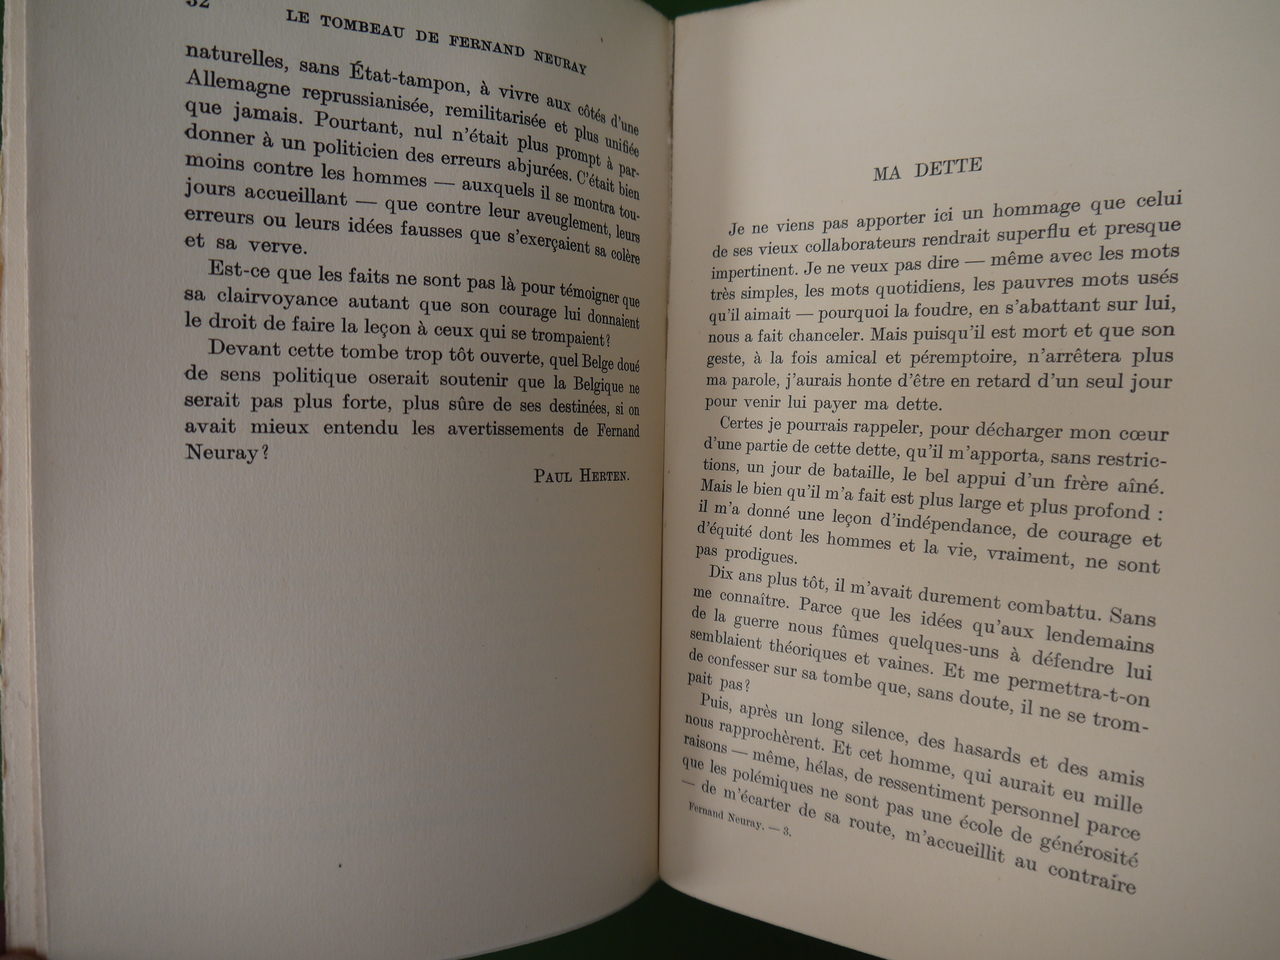 32
LE TOMBEAU DE FERNAND NEURAY
naturelles, sans État-tampon, à vivre aux côtés d'une
Allemagne reprussianisée, remilitarisée et plus unifiée
que jamais. Pourtant, nul n'était plus prompt à par-
donner à un politicien des erreurs abjurées. C'était bien
moins contre les hommes — auxquels il se montra tou-
jours accueillant — que contre leur aveuglement, leurs
erreurs ou leurs idées fausses que s'exerçaient sa colère
et sa verve.
Est-ce que les faits ne sont pas là pour témoigner que
sa clairvoyance autant que son courage lui donnaient
le droit de faire la leçon à ceux qui se trompaient?
Devant cette tombe trop tôt ouverte, quel Belge doué
de sens politique oserait soutenir que la Belgique ne
serait pas plus forte, plus sûre de ses destinées, si on
avait mieux entendu les avertissements de Fernand
Neuray?
PAUL HERTEN.
MA DETTE
Je ne viens pas apporter ici un hommage que celui
de ses vieux collaborateurs rendrait superflu et presque
impertinent. Je ne veux pas dire — même avec les mots
très simples, les mots quotidiens, les pauvres mots usés
qu'il aimait — pourquoi la foudre, en s'abattant sur lui,
nous a fait chanceler. Mais puisqu'il est mort et que son
geste, à la fois amical et péremptoire, n'arrêtera plus
ma parole, j'aurais honte d'être en retard d'un seul jour
pour venir lui payer ma dette.
Certes je pourrais rappeler, pour décharger mon cœur
d'une partie de cette dette, qu'il m'apporta, sans restric-
tions, un jour de bataille, le bel appui d'un frère aîné.
Mais le bien qu'il m'a fait est plus large et plus profond :
il m'a donné une leçon d'indépendance, de courage et
d'équité dont les hommes et la vie, vraiment, ne sont
pas prodigues.
Dix ans plus tôt, il m'avait durement combattu. Sans
me connaître. Parce que les idées qu'aux lendemains
de la guerre nous fûmes quelques-uns à défendre lui
semblaient théoriques et vaines. Et me permettra-t-on
de confesser sur sa tombe que, sans doute, il ne se trom-
pait pas?
Puis, après un long silence, des hasards et des amis
nous rapprochèrent. Et cet homme, qui aurait eu mille
raisons — même, hélas, de ressentiment personnel parce
que les polémiques ne sont pas une école de générosité
— de m'écarter de sa route, m'accueillit au contraire
Fernand Neuray. — 3.